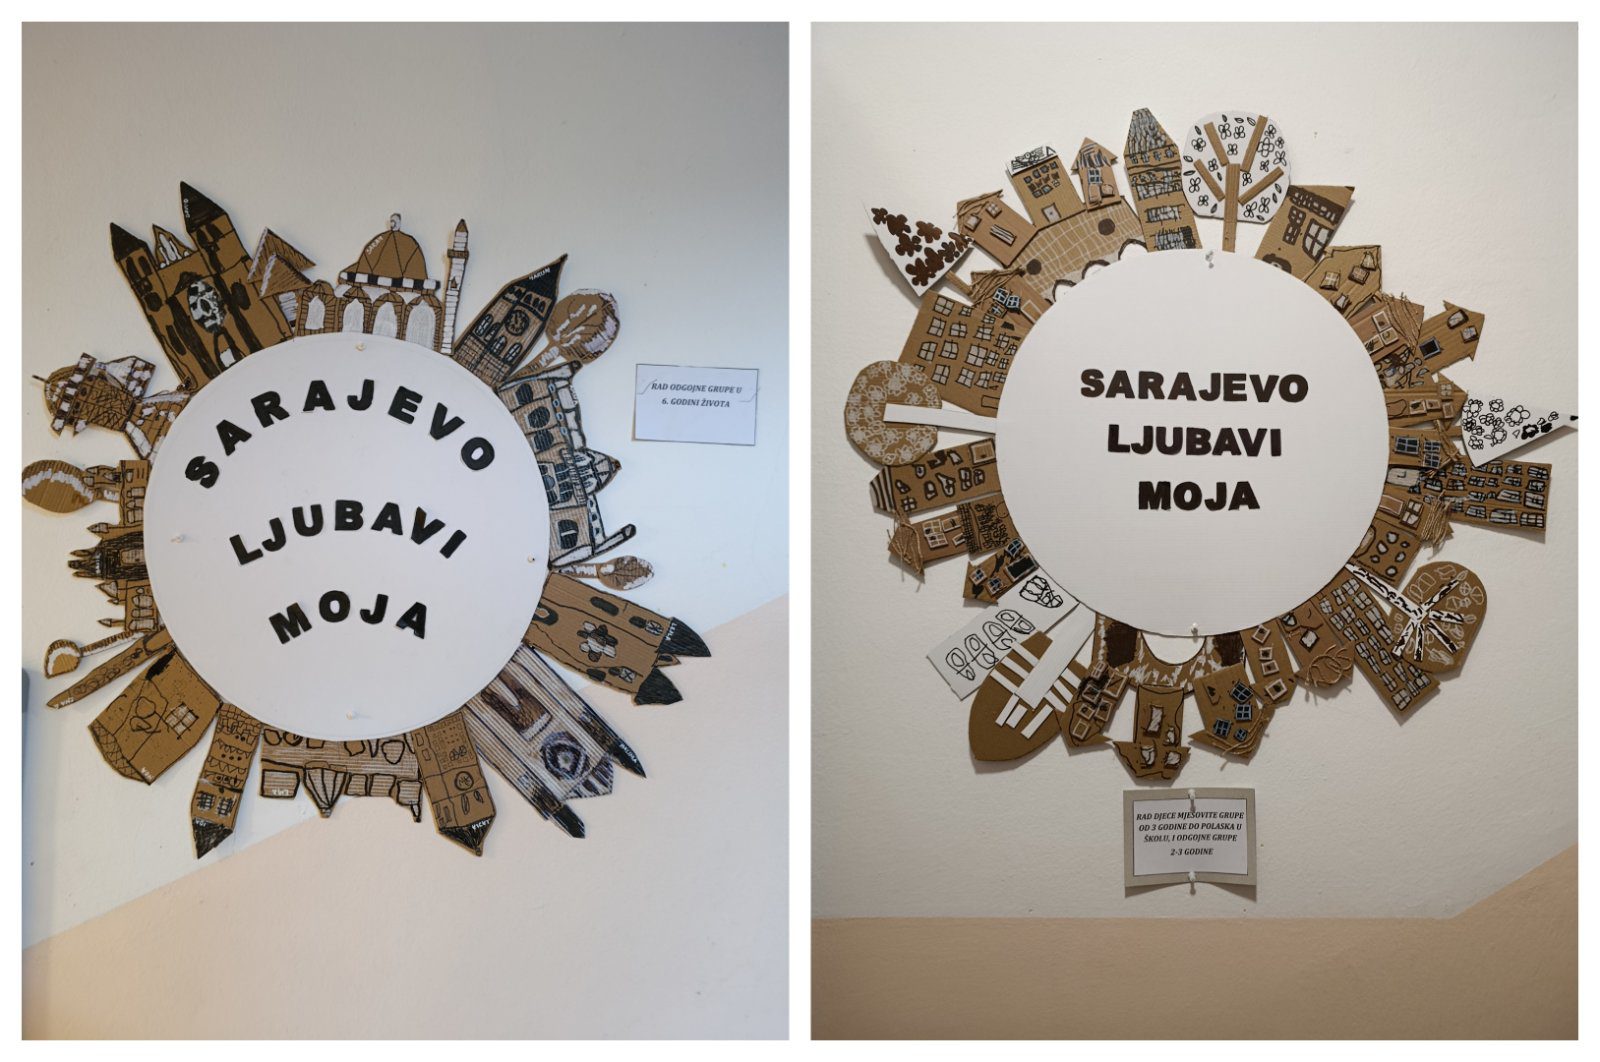 SARAJEVO
LJUBAVI
MOJA
RAD ODGOJNE GRUPE U
6. GODINI ŽIVOTA
SARAJEVO
LJUBAVI
MOJA
RAD DJECE MJEŠOVITE GRUPE
OD 3 GODINE DO POLASKA U
ŠKOLU, I ODGOJNE GRUPE
2-3 GODINE